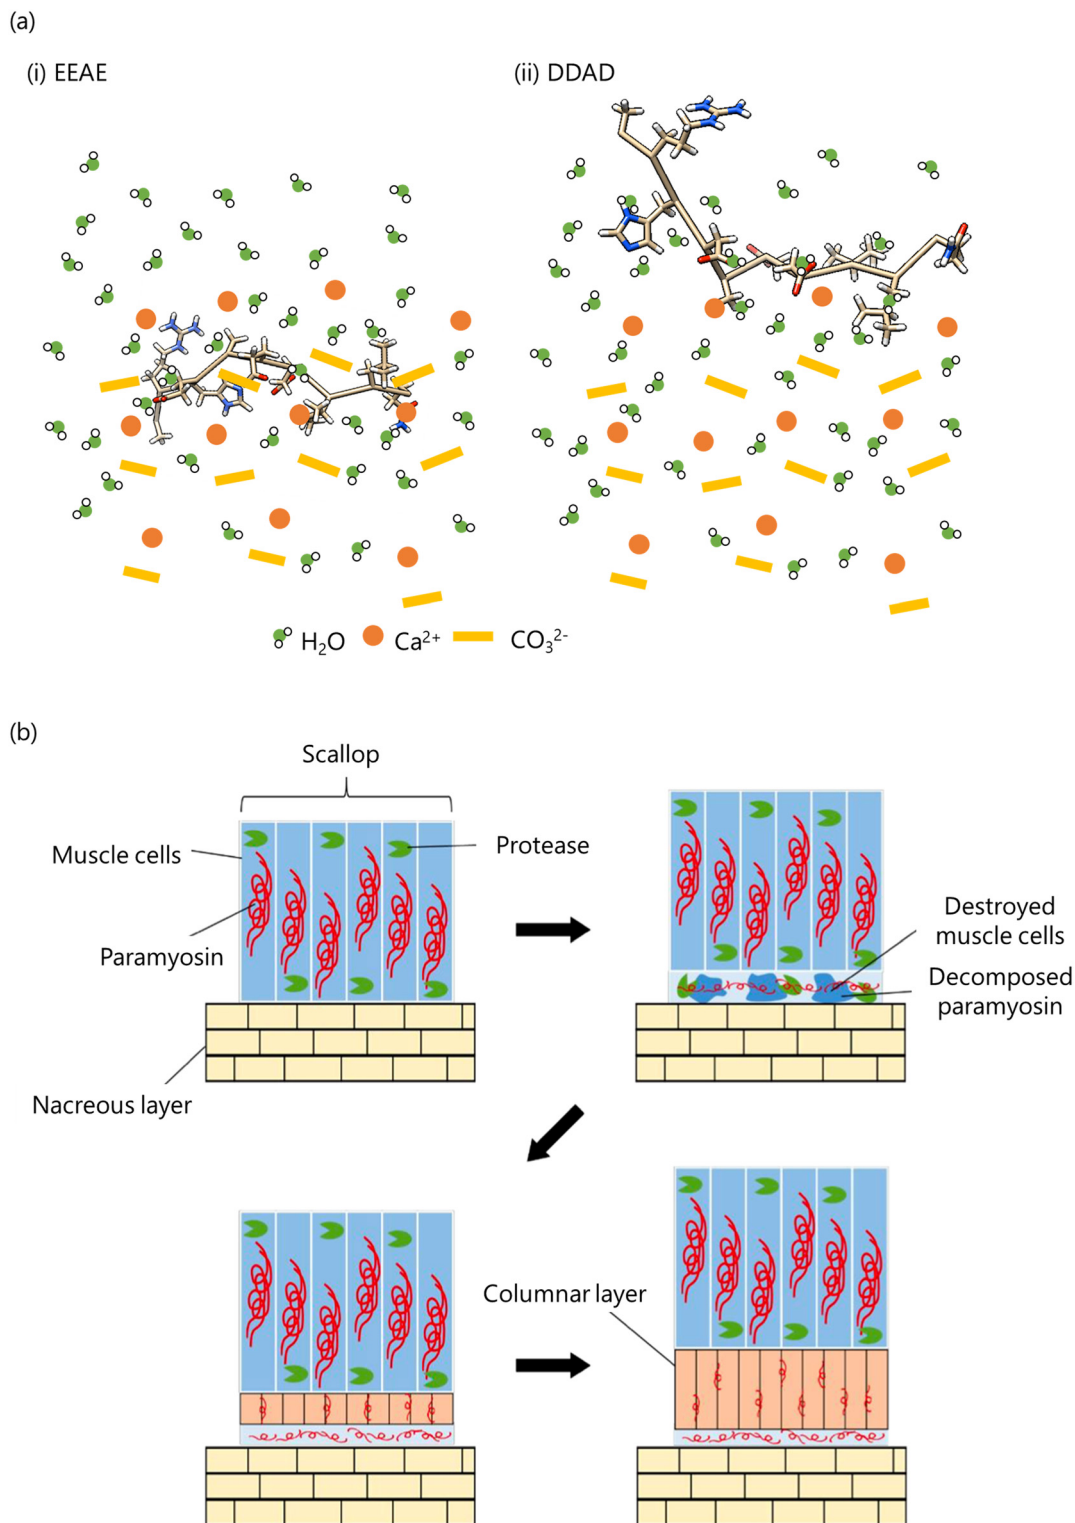 (a)
(i) EEAE
(ii) DDAD
H₂O
Ca²⁺
CO₃²⁻
(b)
Scallop
Muscle cells
Protease
Paramyosin
Nacreous layer
Destroyed
muscle cells
Decomposed
paramyosin
Columnar layer